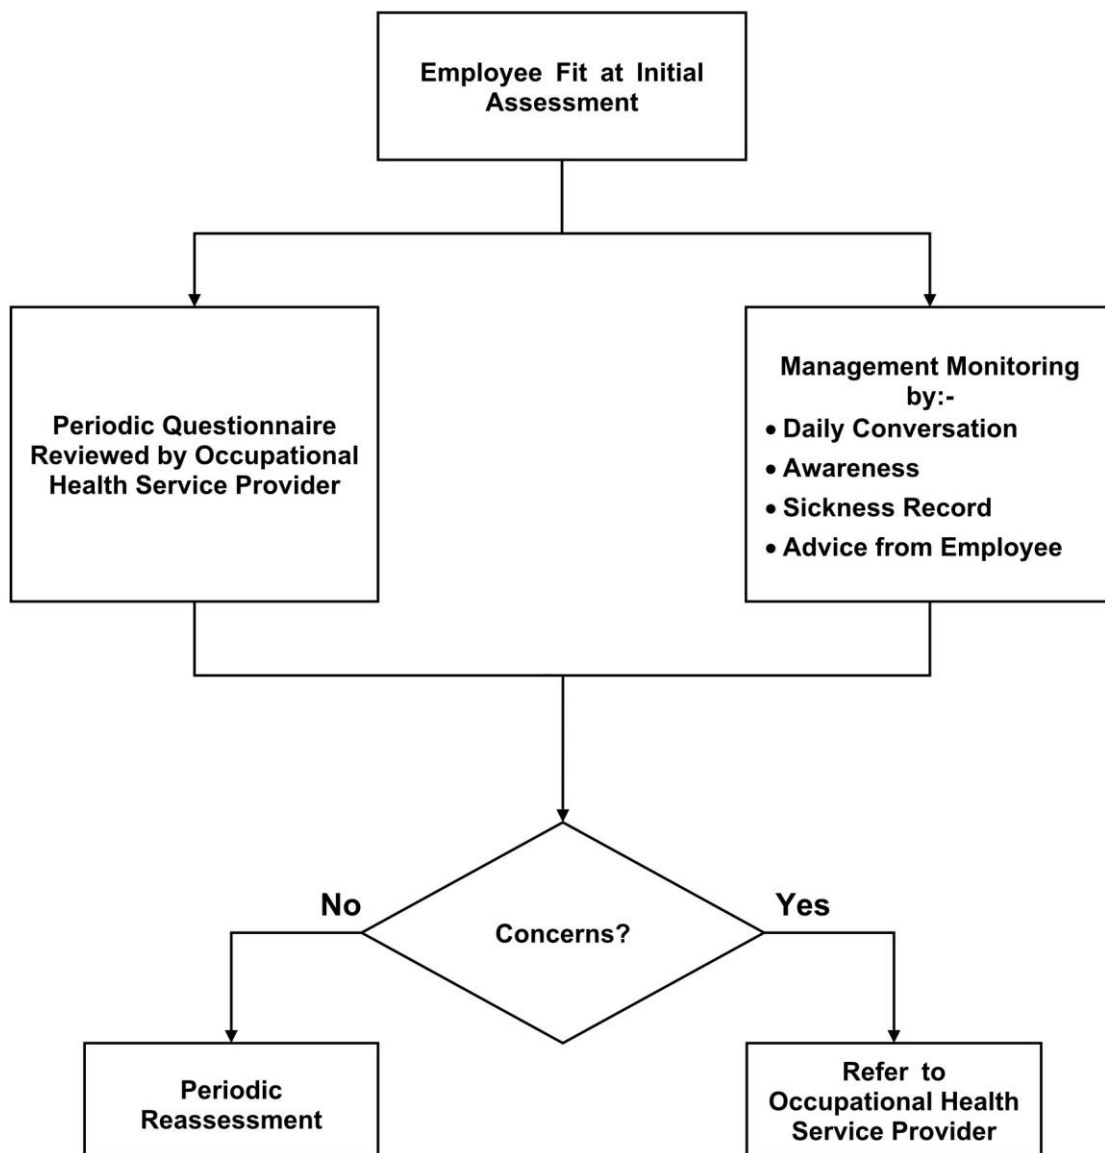 Employee Fit at Initial
Assessment
Periodic Questionnaire
Reviewed by Occupational
Health Service Provider
Management Monitoring
by:-
• Daily Conversation
• Awareness
• Sickness Record
• Advice from Employee
Concerns?
No
Yes
Periodic
Reassessment
Refer to
Occupational Health
Service Provider